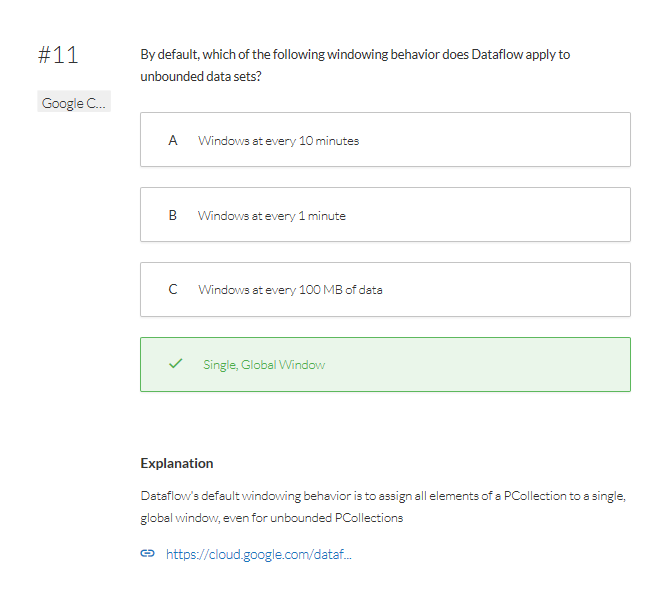 #11
Google C...
By default, which of the following windowing behavior does Dataflow apply to
unbounded data sets?
A Windows at every 10 minutes
B Windows at every 1 minute
C Windows at every 100 MB of data
Single, Global Window
Explanation
Dataflow's default windowing behavior is to assign all elements of a PCollection to a single,
global window, even for unbounded PCollections
https://cloud.google.com/dataf...